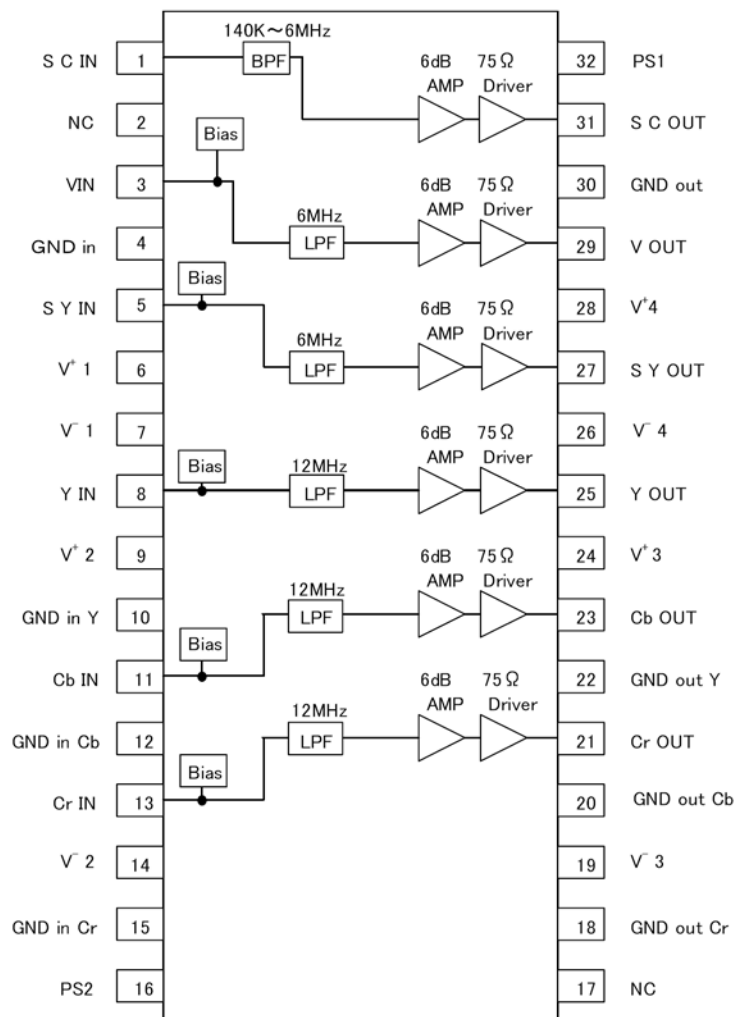 140K～6MHz
S C IN 1 BPF 6dB 75Ω 32 PS1
AMP Driver
NC 2 Bias 31 S C OUT
VIN 3 6dB 75Ω 30 GND out
6MHz AMP Driver
GND in 4 LPF 29 V OUT
Bias
S Y IN 5 6dB 75Ω 28 V⁺4
6MHz AMP Driver
V⁺ 1 6 LPF 27 S Y OUT
V⁻ 1 7 6dB 75Ω 26 V⁻ 4
Bias 12MHz AMP Driver
Y IN 8 LPF 25 Y OUT
V⁺ 2 9 6dB 75Ω 24 V⁺ 3
12MHz AMP Driver
GND in Y 10 LPF 23 Cb OUT
Bias
Cb IN 11 6dB 75Ω 22 GND out Y
12MHz AMP Driver
GND in Cb 12 LPF 21 Cr OUT
Bias
Cr IN 13 20 GND out Cb
V⁻ 2 14 19 V⁻ 3
GND in Cr 15 18 GND out Cr
PS2 16 17 NC